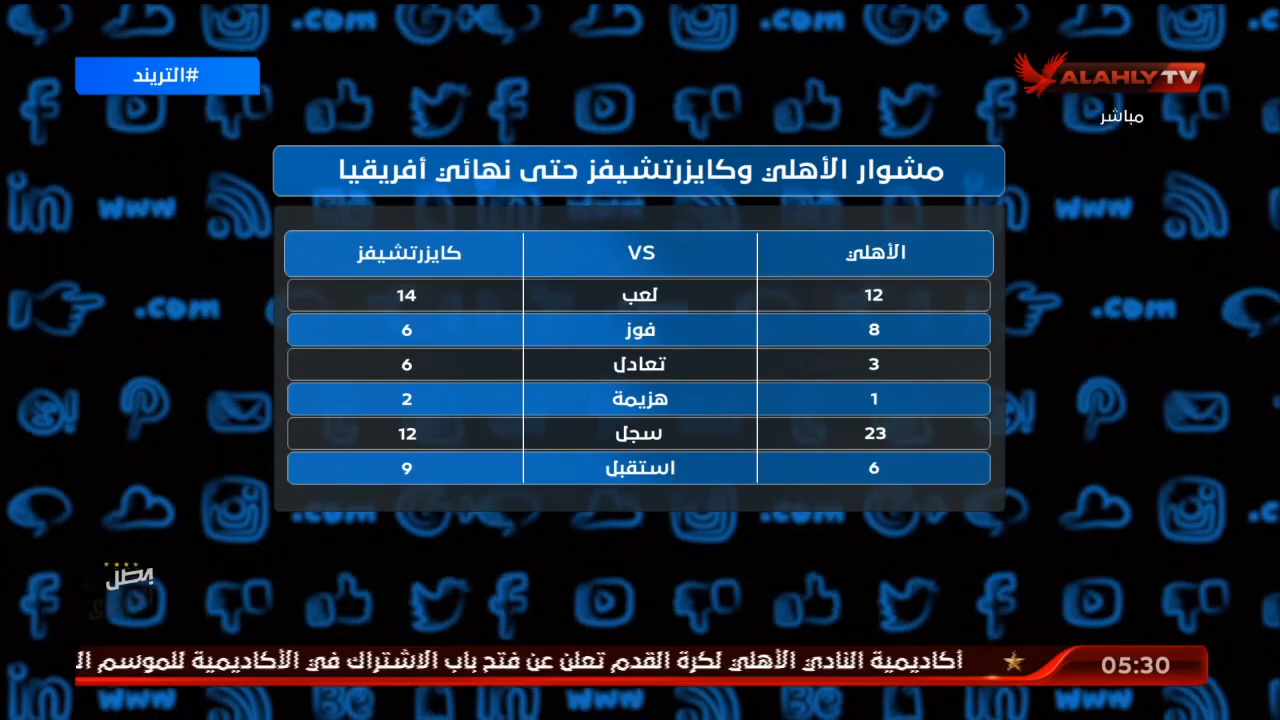 #التريند
ALAHLY TV
مباشر
مشوار الأهلي وكايزرتشيفز حتى نهائي أفريقيا
الأهلي VS كايزرتشيفز
12 لعب 14
8 فوز 6
3 تعادل 6
1 هزيمة 2
23 سجل 12
6 استقبل 9
05:30 أكاديمية النادي الأهلي لكرة القدم تعلن عن فتح باب الاشتراك في الأكاديمية للموسم